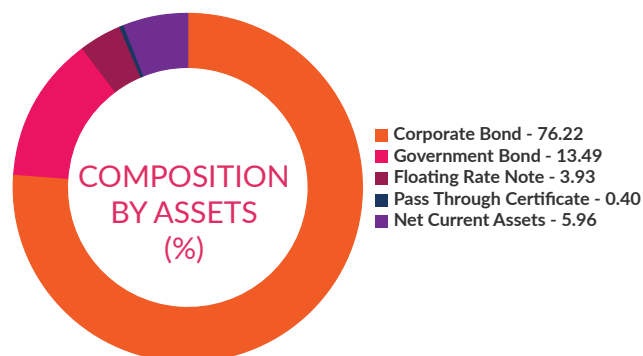 COMPOSITION
BY ASSETS
(%)
Corporate Bond - 76.22
Government Bond - 13.49
Floating Rate Note - 3.93
Pass Through Certificate - 0.40
Net Current Assets - 5.96